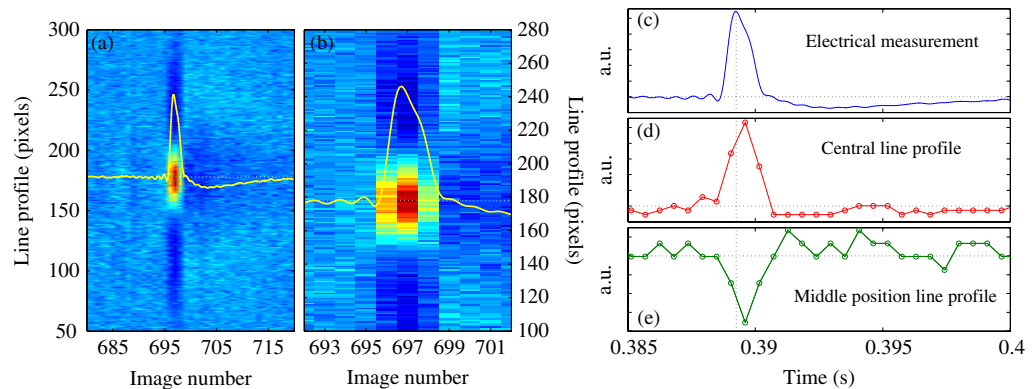 (a)
300
250
200
150
100
50
Line profile (pixels)
685 695 705 715
Image number
(b)
280
260
240
220
200
180
160
140
120
100
Line profile (pixels)
693 695 697 699 701
Image number
(c)
a.u.
Electrical measurement
(d)
a.u.
Central line profile
a.u.
Middle position line profile
(e)
0.385 0.39 0.395 0.4
Time (s)